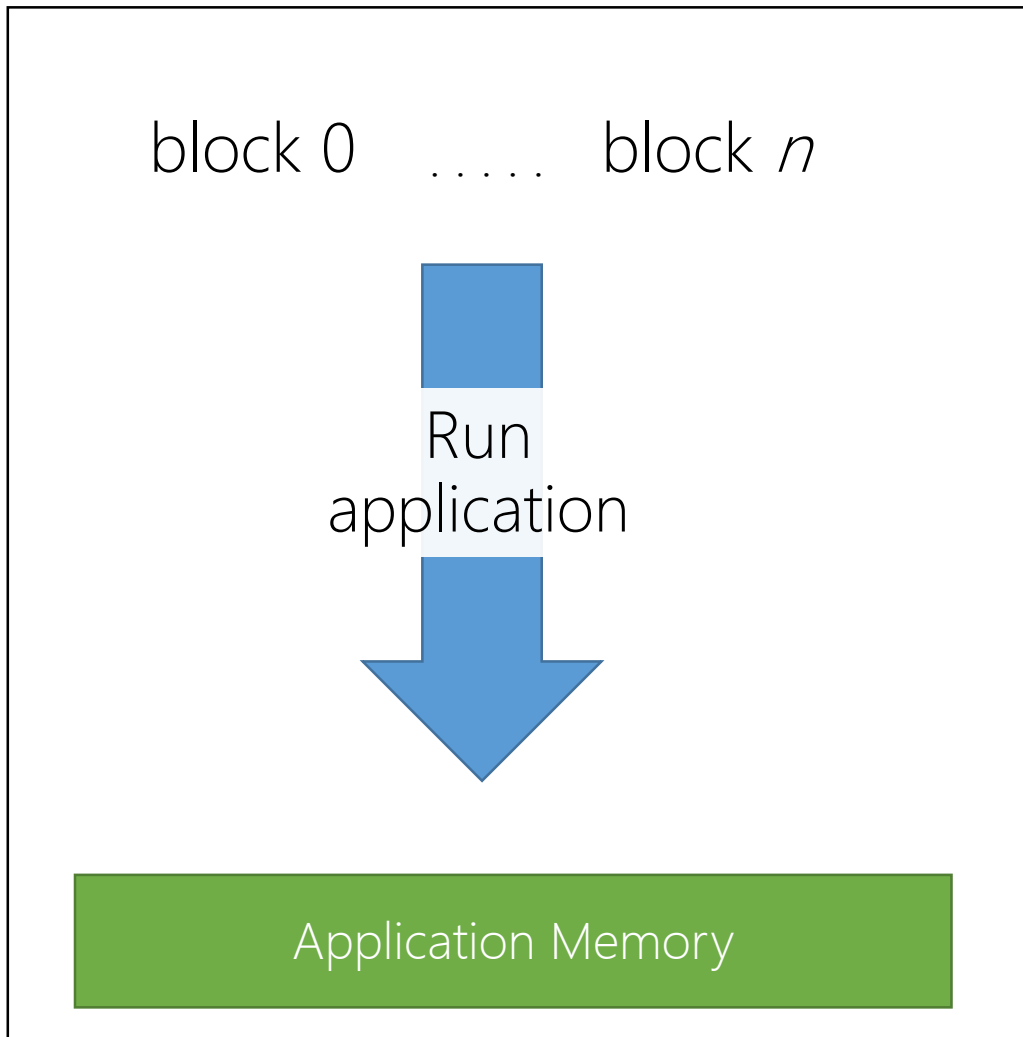 block 0 ..... block n
Run
application
Application Memory